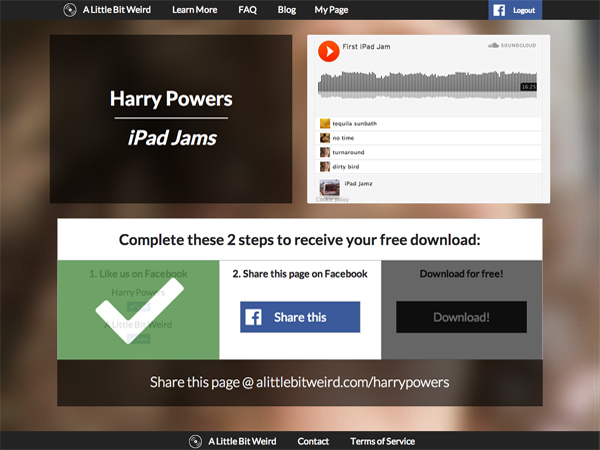 A Little Bit Weird Learn More FAQ Blog My Page Logout
Harry Powers
iPad Jams
First iPad Jam
SOUNDCLOUD
16:25
tequila sunbath
no time
turnaround
dirty bird
iPad Jamz
Cookie policy
Complete these 2 steps to receive your free download:
1. Like us on Facebook
Harry Powers
A Little Bit Weird
2. Share this page on Facebook
Share this
Download for free!
Download!
Share this page @ alittlebitweird.com/harrypowers
A Little Bit Weird Contact Terms of Service